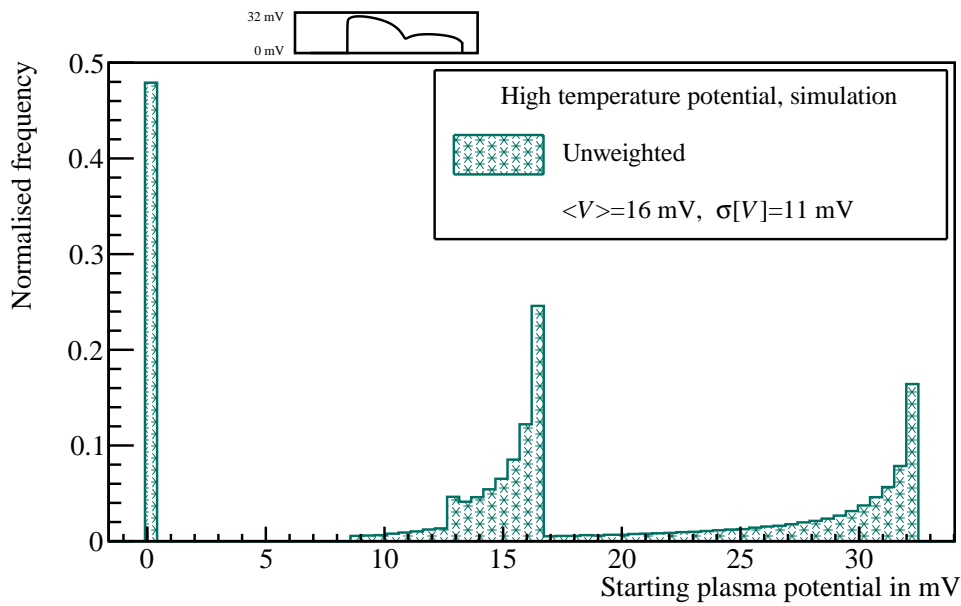 32 mV
0 mV
0.5
0.4
0.3
0.2
0.1
0
Normalised frequency
High temperature potential, simulation
Unweighted
<V>=16 mV, σ[V]=11 mV
0 5 10 15 20 25 30
Starting plasma potential in mV